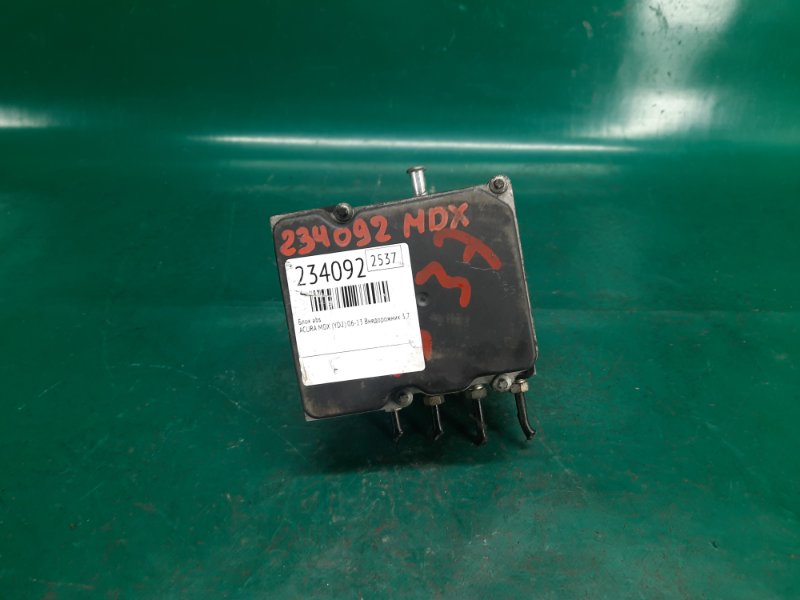 234092 MDX
234092 2537
Блок abs
ACURA MDX (YD2) 06-13 Внедорожник 3.7